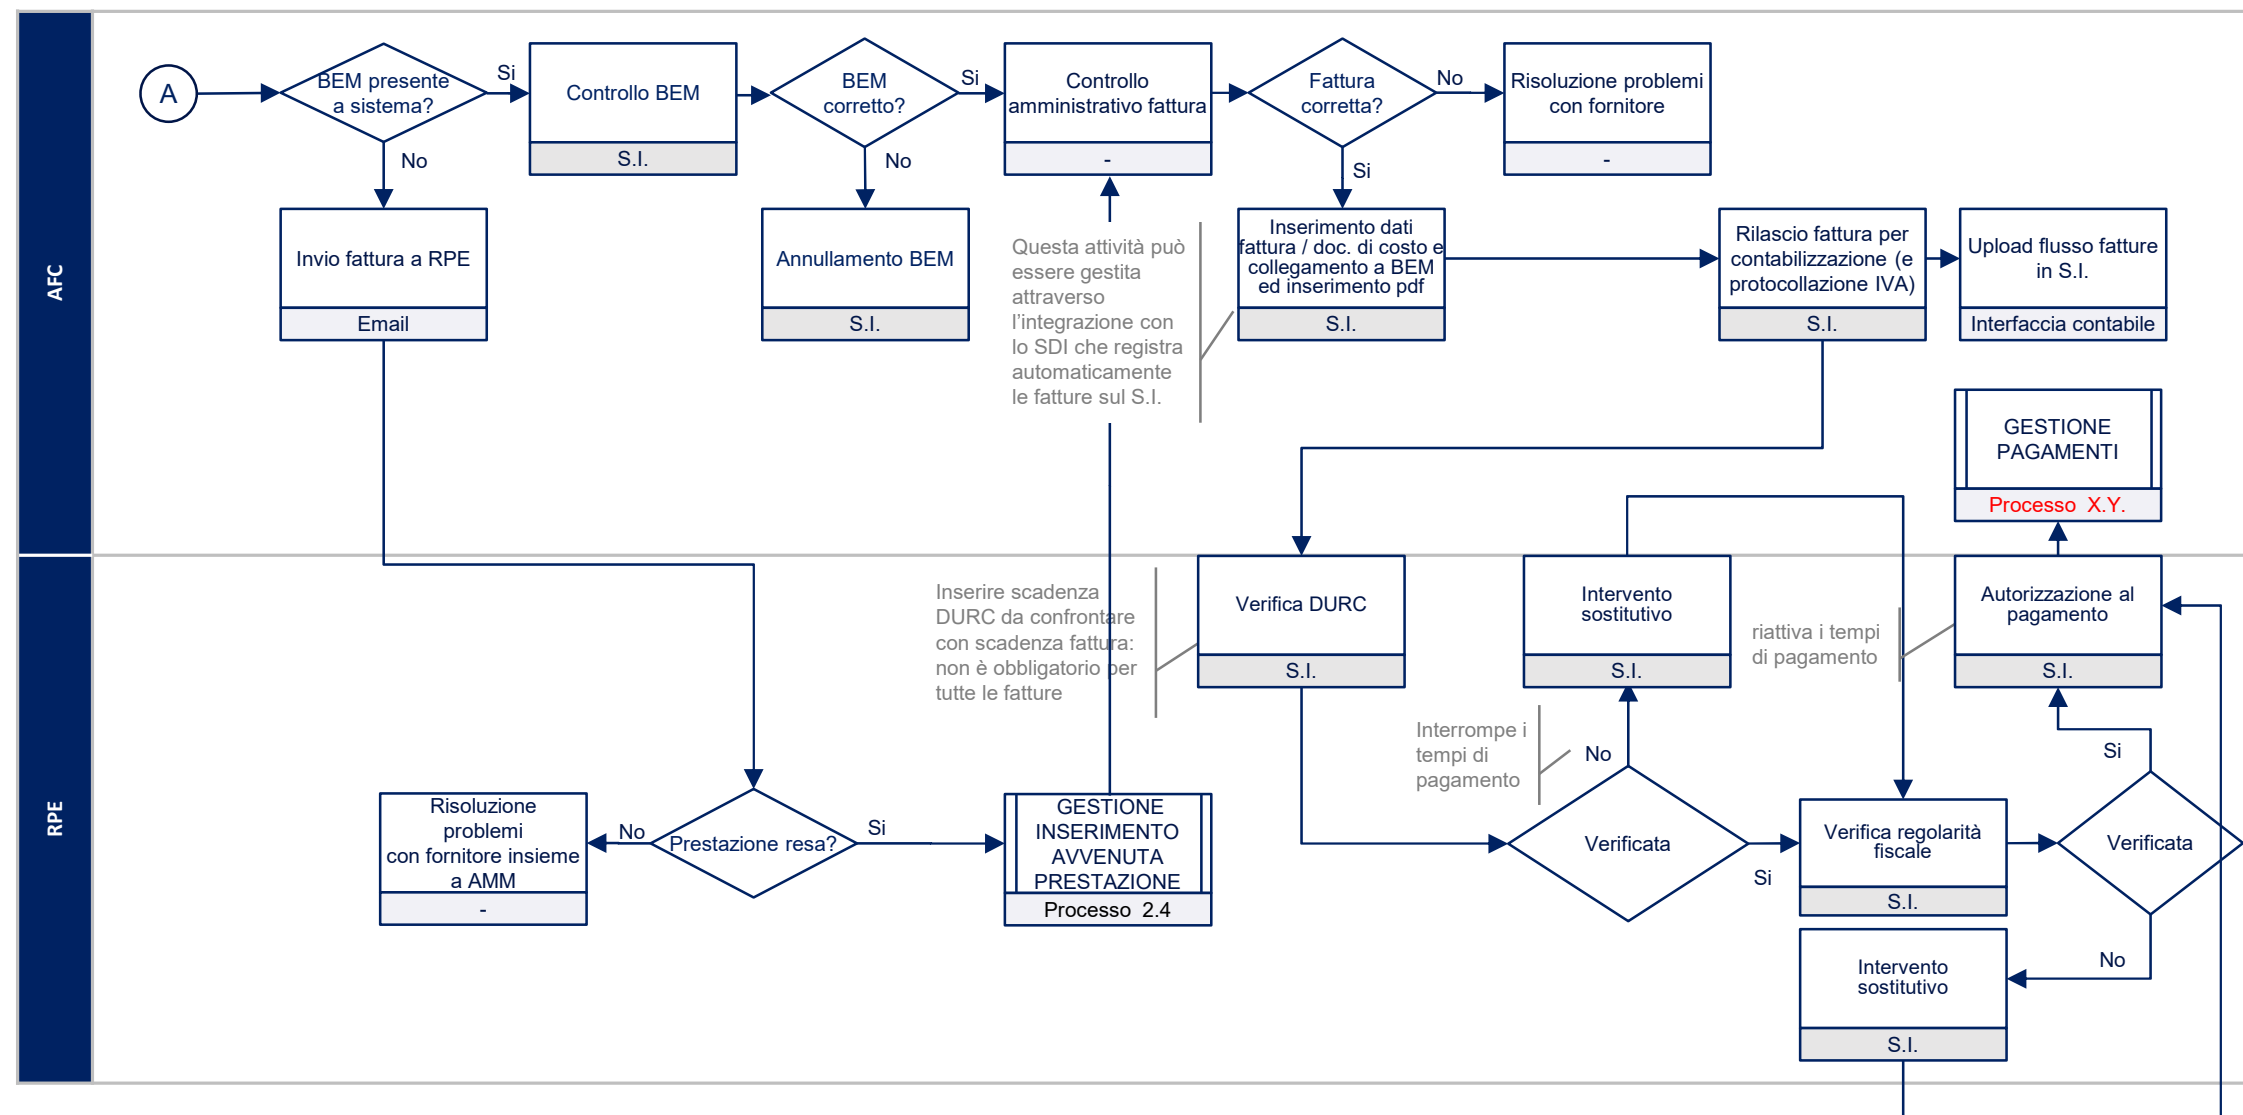 AFC
A
BEM presente
a sistema?
Si
No
Controllo BEM
S.I.
BEM
corretto?
Si
No
Controllo
amministrativo fattura
-
Fattura
corretta?
No
Si
Risoluzione problemi
con fornitore
-
Invio fattura a RPE
Email
Annullamento BEM
S.I.
Questa attività può
essere gestita
attraverso
l’integrazione con
lo SDI che registra
automaticamente
le fatture sul S.I.
Inserimento dati
fattura / doc. di costo e
collegamento a BEM
ed inserimento pdf
S.I.
Rilascio fattura per
contabilizzazione (e
protocollazione IVA)
S.I.
Upload flusso fatture
in S.I.
Interfaccia contabile
GESTIONE
PAGAMENTI
Processo X.Y.
RPE
Inserire scadenza
DURC da confrontare
con scadenza fattura:
non è obbligatorio per
tutte le fatture
Verifica DURC
S.I.
Intervento
sostitutivo
S.I.
riattiva i tempi
di pagamento
Autorizzazione al
pagamento
S.I.
Interrompe i
tempi di
pagamento
No
Si
Risoluzione
problemi
con fornitore insieme
a AMM
-
No
Prestazione resa?
Si
GESTIONE
INSERIMENTO
AVVENUTA
PRESTAZIONE
Processo 2.4
Verificata
Si
Verifica regolarità
fiscale
S.I.
Verificata
No
Intervento
sostitutivo
S.I.